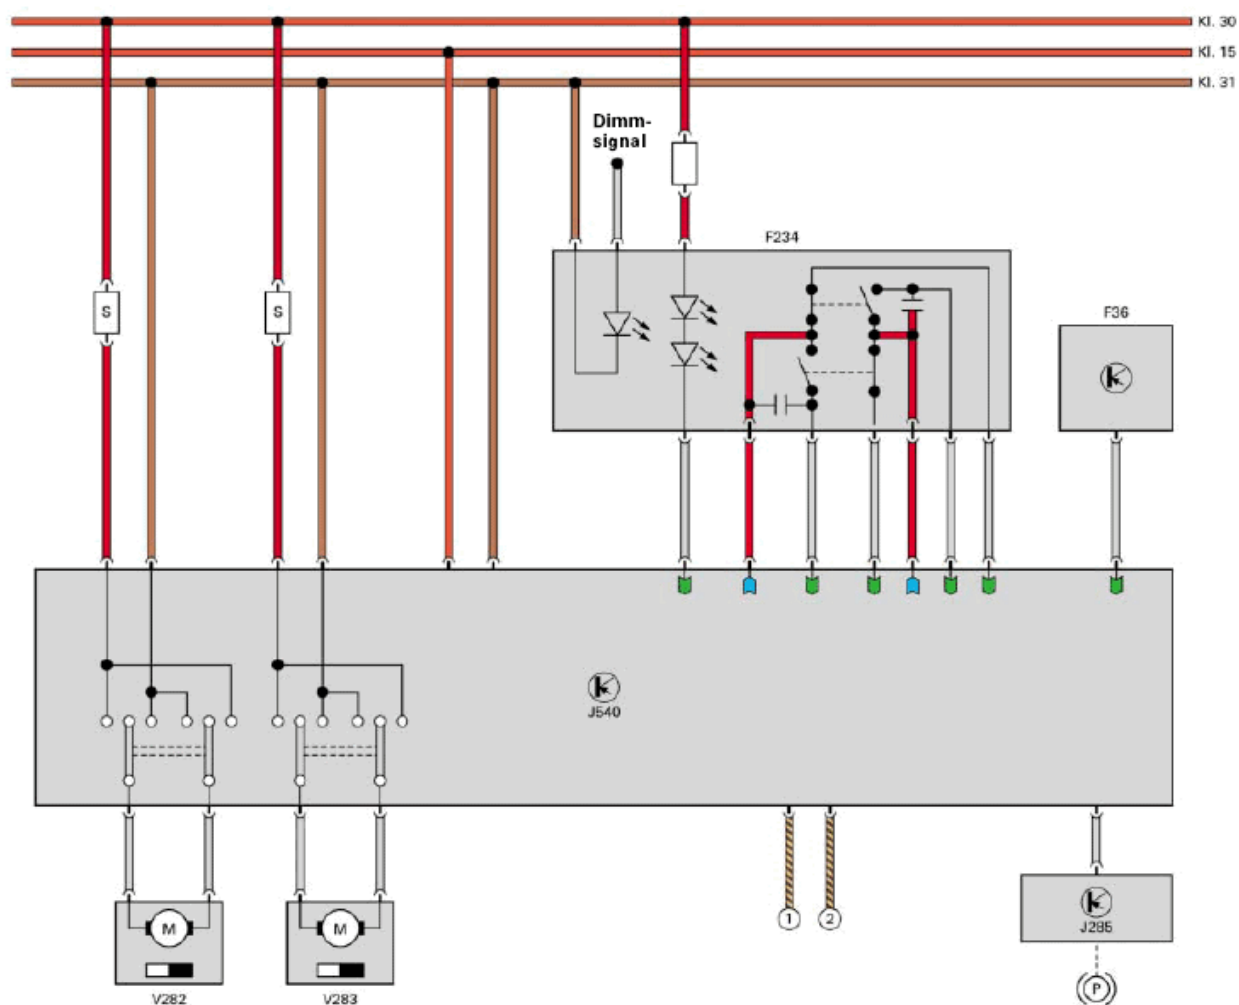 Kl. 30
Kl. 15
Kl. 31
Dimm-
signal
F234
S
S
F36
J540
M
M
1
2
J285
V282
V283
P